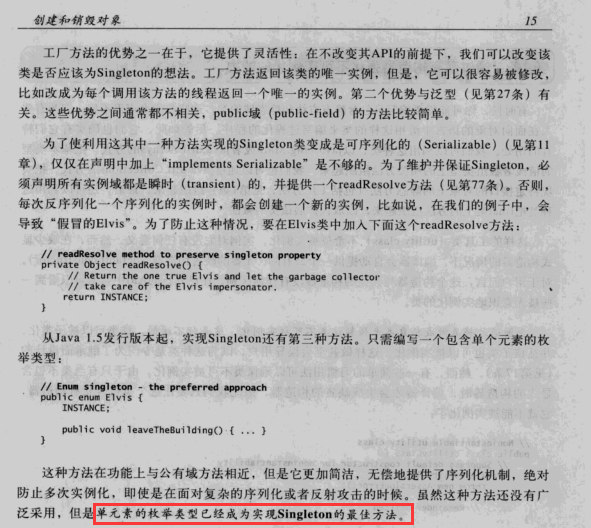 创建和销毁对象 15
工厂方法的优势之一在于，它提供了灵活性：在不改变其API的前提下，我们可以改变该
类是否应该为Singleton的想法。工厂方法返回该类的唯一实例，但是，它可以很容易被修改，
比如改成为每个调用该方法的线程返回一个唯一的实例。第二个优势与泛型（见第27条）有
关。这些优势之间通常都不相关，public域（public-field）的方法比较简单。
为了使利用这其中一种方法实现的Singleton类变成是可序列化的（Serializable）（见第11
章），仅仅在声明中加上“implements Serializable”是不够的。为了维护并保证Singleton，必
须声明所有实例域都是瞬时（transient）的，并提供一个readResolve方法（见第77条）。否则，
每次反序列化一个序列化的实例时，都会创建一个新的实例，比如说，在我们的例子中，会
导致“假冒的Elvis”。为了防止这种情况，要在Elvis类中加入下面这个readResolve方法：
// readResolve method to preserve singleton property
private Object readResolve() {
// Return the one true Elvis and let the garbage collector
// take care of the Elvis impersonator.
return INSTANCE;
}
从Java 1.5发行版本起，实现Singleton还有第三种方法。只需编写一个包含单个元素的枚
举类型：
// Enum singleton - the preferred approach
public enum Elvis {
INSTANCE;
public void leaveTheBuilding() { ... }
}
这种方法在功能上与公有域方法相近，但是它更加简洁，无偿地提供了序列化机制，绝对
防止多次实例化，即使是在面对复杂的序列化或者反射攻击的时候。虽然这种方法还没有广
泛采用，但是单元素的枚举类型已经成为实现Singleton的最佳方法。